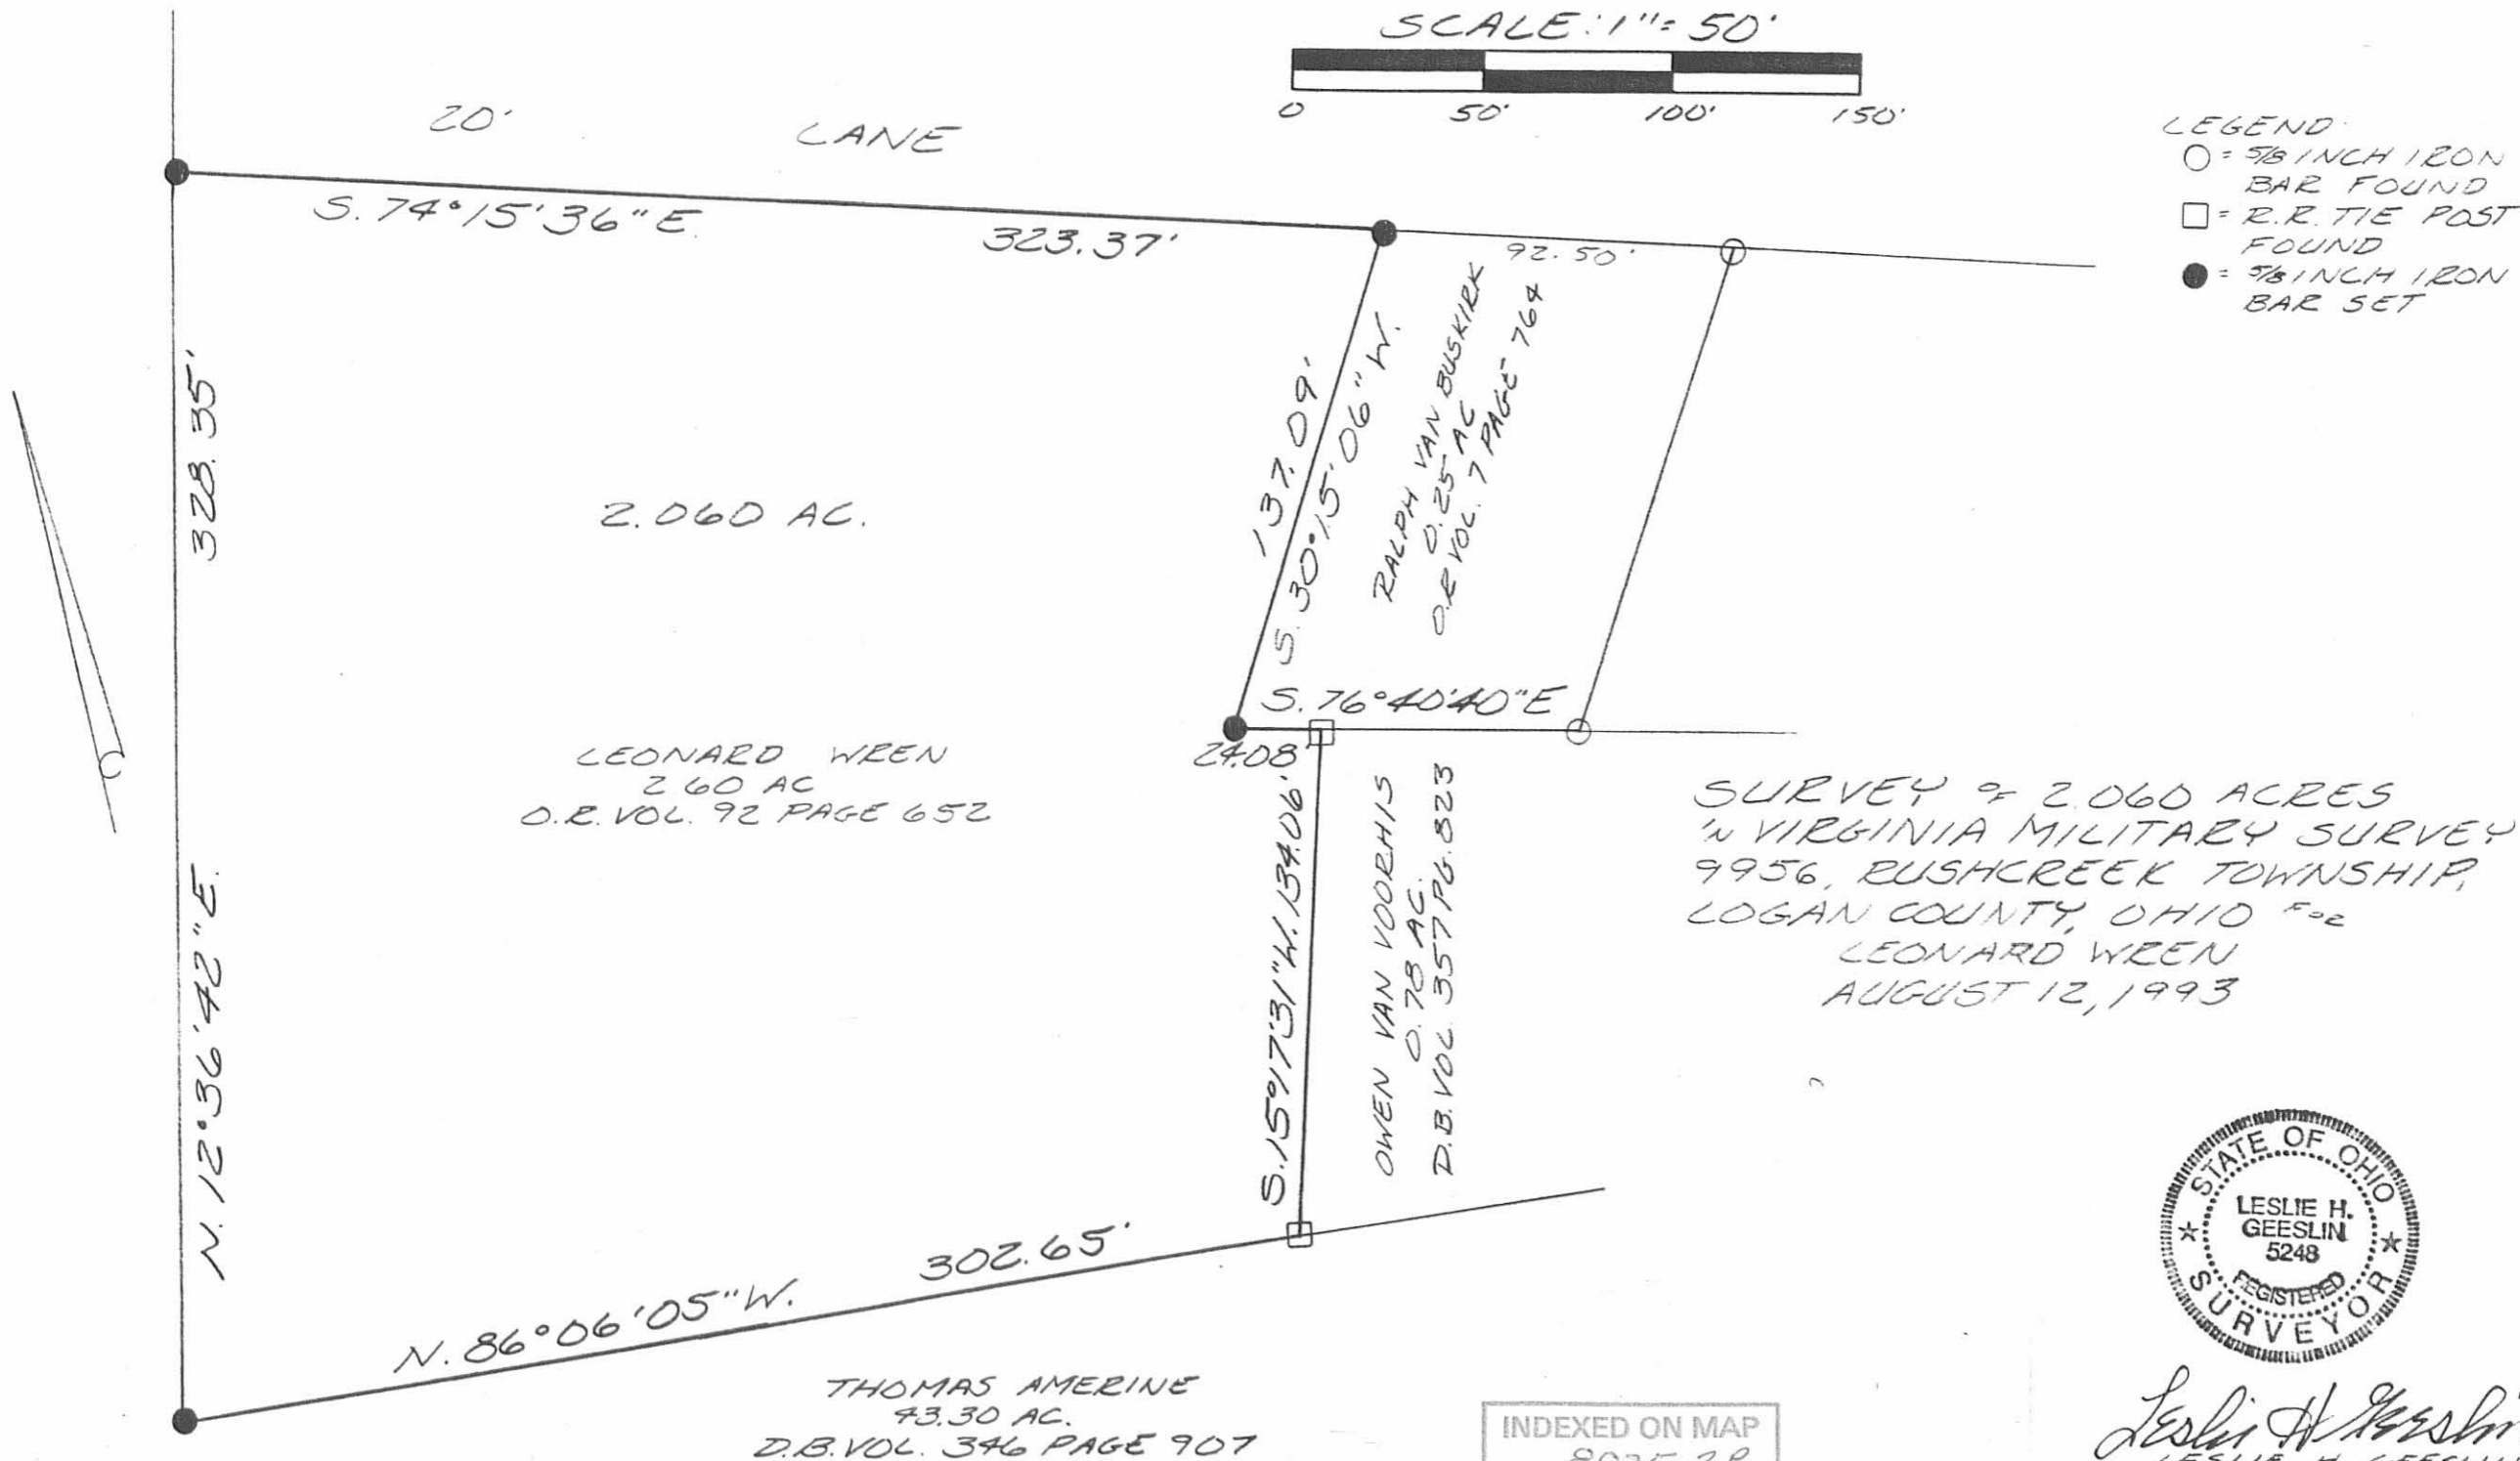 SCALE: 1"= 50'
0 50' 100' 150'
LEGEND
○ = 5/8 INCH IRON
BAR FOUND
□ = R.R. TIE POST
FOUND
● = 5/8 INCH IRON
BAR SET
20' LANE
S. 74°15'36" E. 323.37'
92.50'
328.35'
N. 12°36'42" E.
137.09'
S. 30°15'06" W.
RALPH VAN BUSKIRK
0.25 AC
O.R VOL. 7 PAGE 764
2.060 AC.
S. 76°40'40" E
24.08'
LEONARD WREN
2 60 AC
O.R. VOL. 92 PAGE 652
S. 15°17'31" W. 134.06'
OWEN VAN VOORHIS
0.78 AC.
D.B. VOL. 357 PG. 823
SURVEY OF 2.060 ACRES
IN VIRGINIA MILITARY SURVEY
9956, RUSHCREEK TOWNSHIP,
LOGAN COUNTY, OHIO FOR
LEONARD WREN
AUGUST 12, 1993
N. 86°06'05" W. 302.65'
THOMAS AMERINE
43.30 AC.
D.B. VOL. 346 PAGE 907
STATE OF OHIO
LESLIE H.
GEESLIN
5248
REGISTERED
SURVEYOR
INDEXED ON MAP
Leslie H Geeslin
LESLIE H. GEESLIN